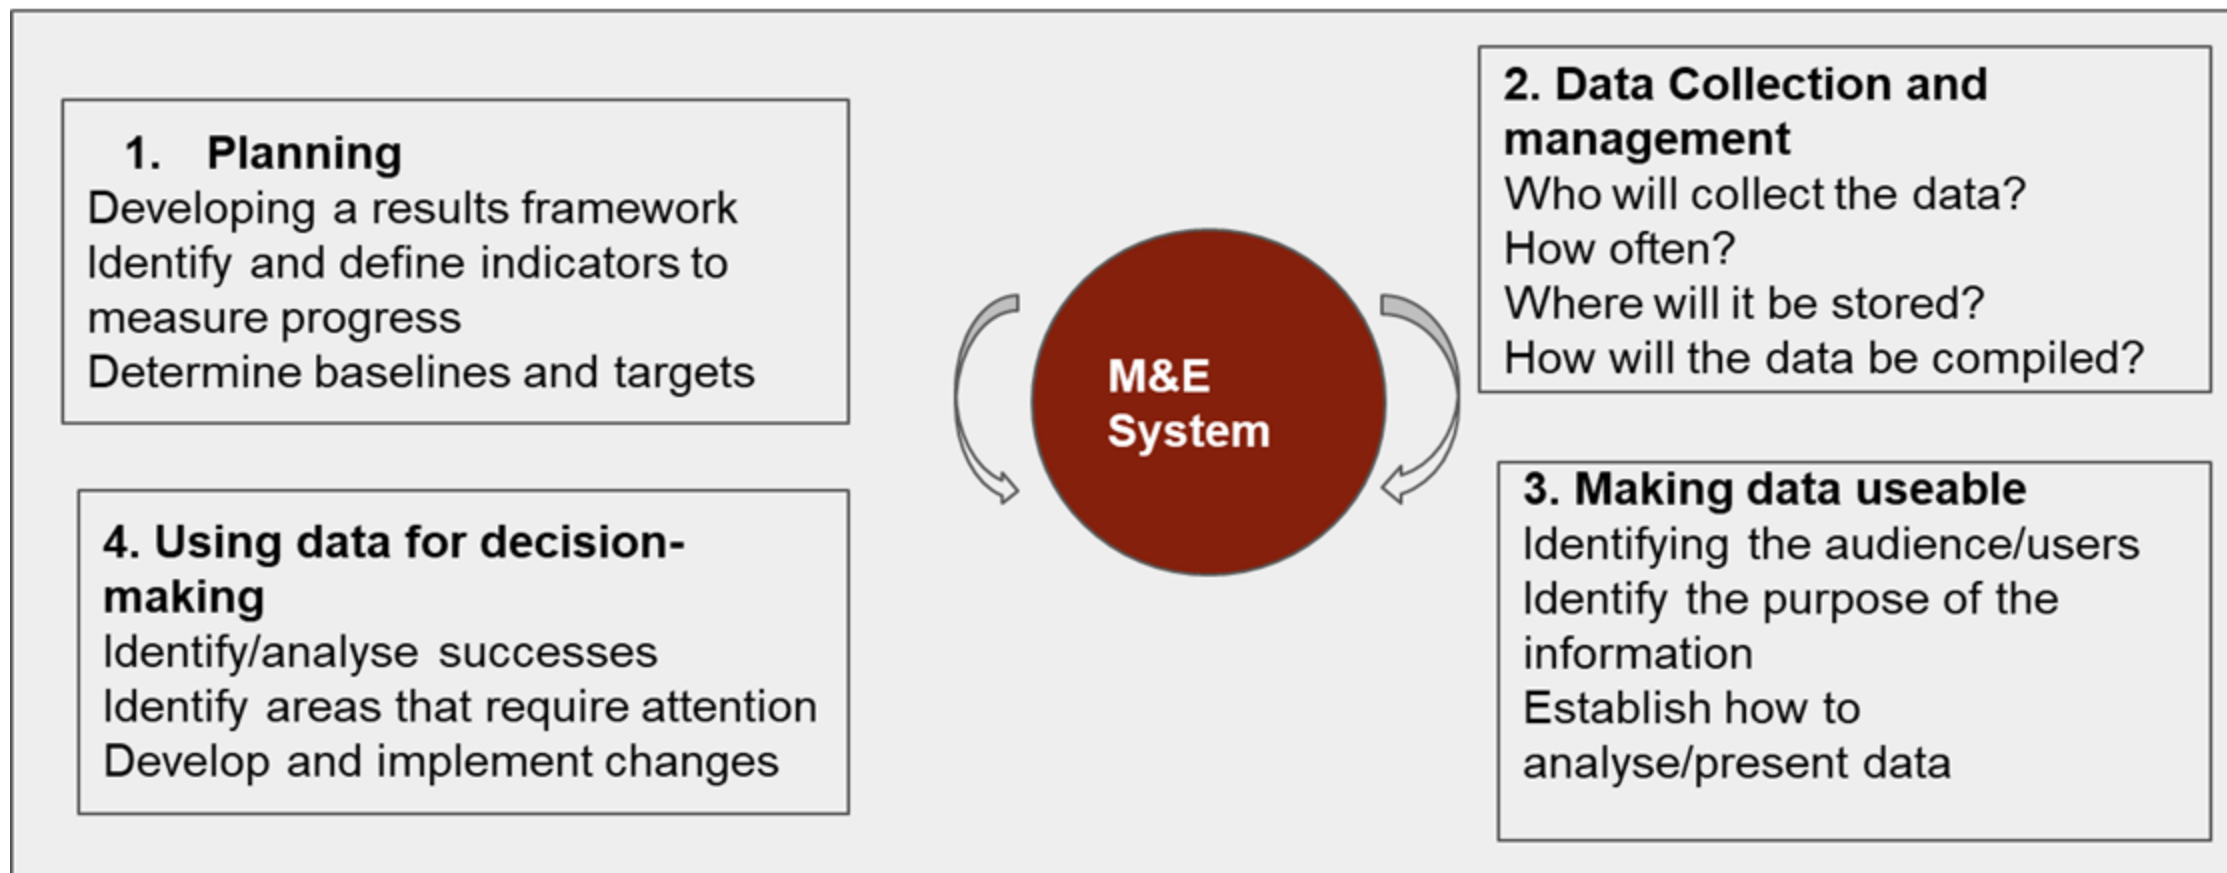 1. Planning
Developing a results framework
Identify and define indicators to
measure progress
Determine baselines and targets
2. Data Collection and
management
Who will collect the data?
How often?
Where will it be stored?
How will the data be compiled?
M&E
System
3. Making data useable
Identifying the audience/users
Identify the purpose of the
information
Establish how to
analyse/present data
4. Using data for decision-
making
Identify/analyse successes
Identify areas that require attention
Develop and implement changes